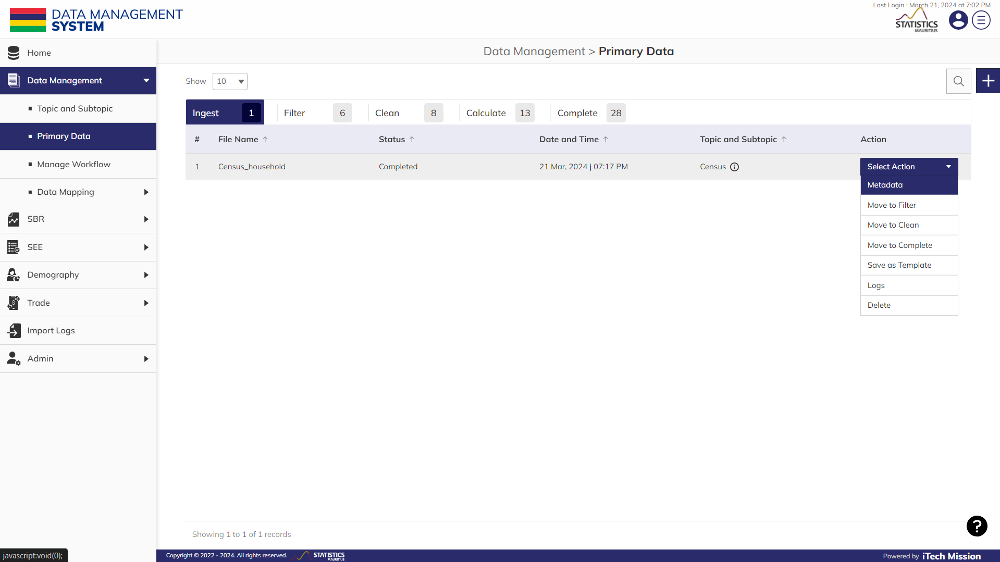 Last Login : March 21, 2024 at 7:02 PM
DATA MANAGEMENT
SYSTEM
STATISTICS
MAURITIUS
Home
Data Management
Topic and Subtopic
Primary Data
Manage Workflow
Data Mapping
SBR
SEE
Demography
Trade
Import Logs
Admin
Data Management > Primary Data
Show 10
Ingest 1 Filter 6 Clean 8 Calculate 13 Complete 28
# File Name ↑ Status ↑ Date and Time ↑ Topic and Subtopic ↑ Action
1 Census_household Completed 21 Mar, 2024 | 07:17 PM Census Select Action
Metadata
Move to Filter
Move to Clean
Move to Complete
Save as Template
Logs
Delete
Showing 1 to 1 of 1 records
?
javascript:void(0);
Copyright © 2022 - 2024. All rights reserved. STATISTICS
MAURITIUS
Powered by iTech Mission